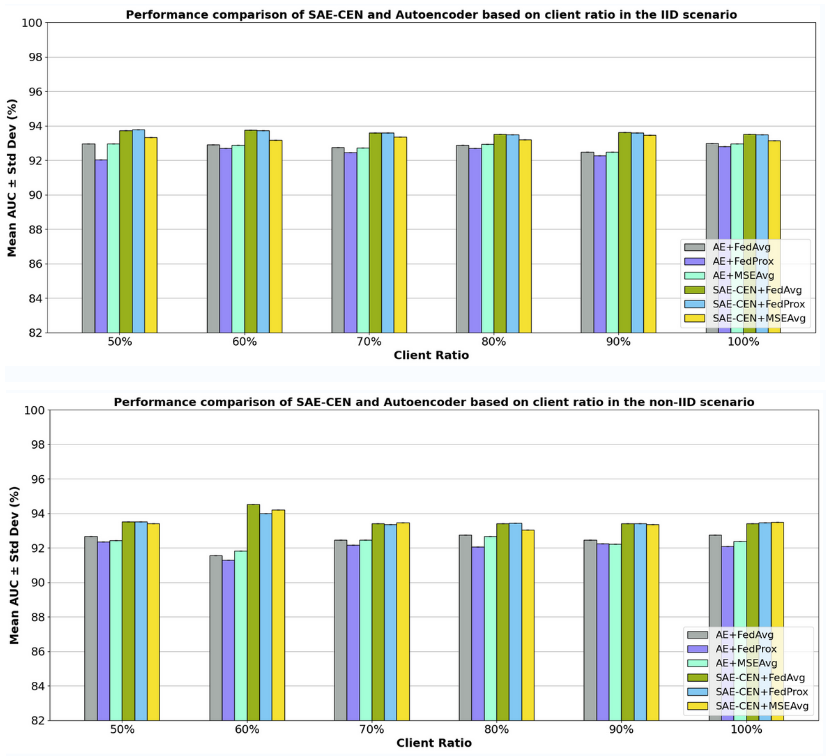 Performance comparison of SAE-CEN and Autoencoder based on client ratio in the IID scenario
Mean AUC ± Std Dev (%)
100
98
96
94
92
90
88
86
84
82
50%
60%
70%
80%
90%
100%
Client Ratio
AE+FedAvg
AE+FedProx
AE+MSEAvg
SAE-CEN+FedAvg
SAE-CEN+FedProx
SAE-CEN+MSEAvg
Performance comparison of SAE-CEN and Autoencoder based on client ratio in the non-IID scenario
Mean AUC ± Std Dev (%)
100
98
96
94
92
90
88
86
84
82
50%
60%
70%
80%
90%
100%
Client Ratio
AE+FedAvg
AE+FedProx
AE+MSEAvg
SAE-CEN+FedAvg
SAE-CEN+FedProx
SAE-CEN+MSEAvg